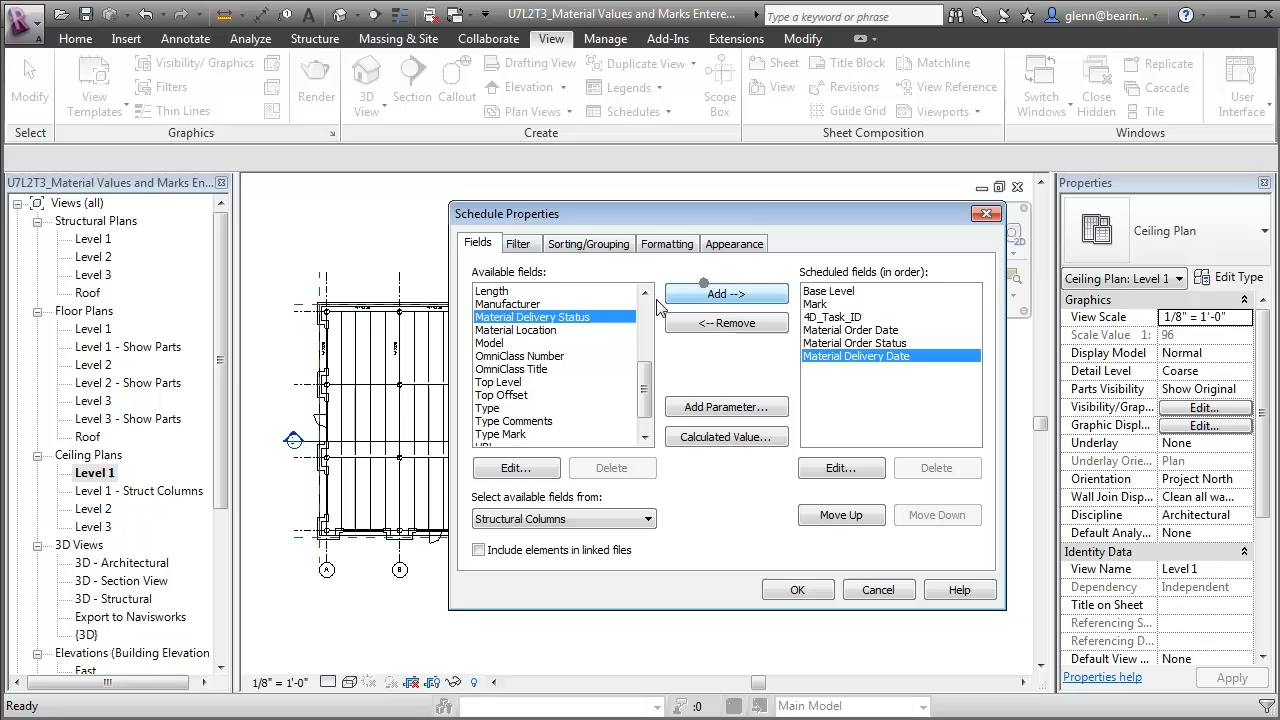 U7L2T3_Material Values and Marks Entere...
Type a keyword or phrase
glenn@bearin...
Home Insert Annotate Analyze Structure Massing & Site Collaborate View Manage Add-Ins Extensions Modify
Modify
Select
View Templates
Visibility/ Graphics
Filters
Thin Lines
Graphics
Render
3D View
Section
Callout
Drafting View
Elevation
Plan Views
Duplicate View
Legends
Schedules
Scope Box
Create
Sheet
View
Title Block
Revisions
Guide Grid
Matchline
View Reference
Viewports
Sheet Composition
Switch Windows
Close Hidden
Replicate
Cascade
Tile
Windows
User Interface
U7L2T3_Material Values and Marks En...
Views (all)
Structural Plans
Level 1
Level 2
Level 3
Roof
Floor Plans
Level 1
Level 1 - Show Parts
Level 2
Level 2 - Show Parts
Level 3
Level 3 - Show Parts
Roof
Ceiling Plans
Level 1
Level 1 - Struct Columns
Level 2
Level 3
3D Views
3D - Architectural
3D - Section View
3D - Structural
Export to Navisworks
{3D}
Elevations (Building Elevation
East
A
B
2D
Schedule Properties
Fields Filter Sorting/Grouping Formatting Appearance
Available fields:
Length
Manufacturer
Material Delivery Status
Material Location
Model
OmniClass Number
OmniClass Title
Top Level
Top Offset
Type
Type Comments
Type Mark
Add -->
<-- Remove
Add Parameter...
Calculated Value...
Scheduled fields (in order):
Base Level
Mark
4D_Task_ID
Material Order Date
Material Order Status
Material Delivery Date
Edit...
Delete
Edit...
Delete
Select available fields from:
Structural Columns
Move Up
Move Down
Include elements in linked files
OK
Cancel
Help
Properties
Ceiling Plan
Ceiling Plan: Level 1
Edit Type
Graphics
View Scale 1/8" = 1'-0"
Scale Value 1: 96
Display Model Normal
Detail Level Coarse
Parts Visibility Show Original
Visibility/Grap... Edit...
Graphic Displ... Edit...
Underlay None
Underlay Orie... Plan
Orientation Project North
Wall Join Disp... Clean all wa...
Discipline Architectural
Default Analy... None
Identity Data
View Name Level 1
Dependency Independent
Title on Sheet
Referencing S...
Referencing D...
Default View ... None
Properties help
Apply
1/8" = 1'-0"
Ready
:0
Main Model